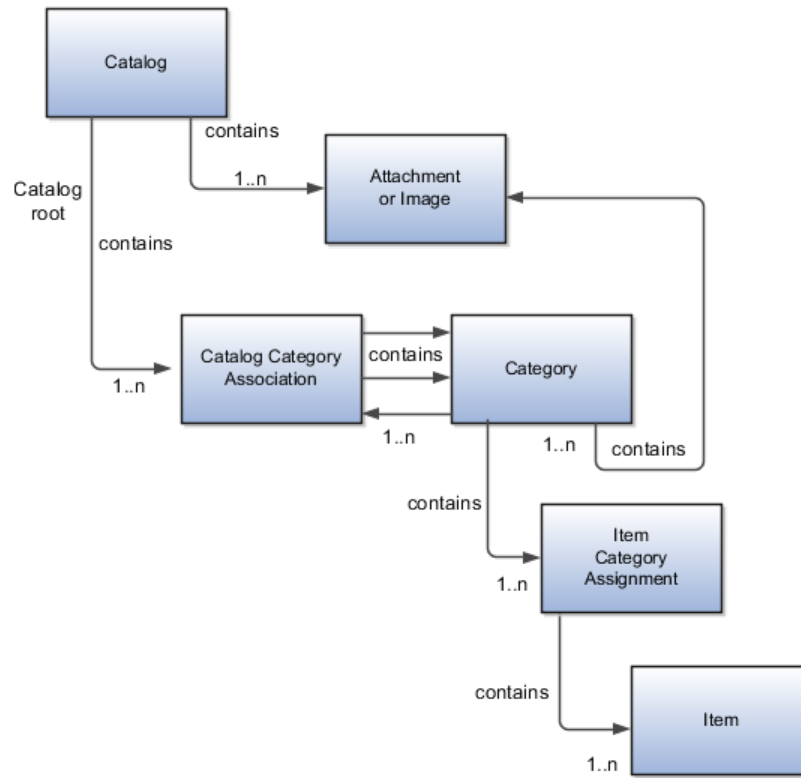 Catalog
contains
1..n
Attachment
or Image
Catalog
root
contains
1..n
Catalog Category
Association
contains
Category
1..n
1..n
contains
contains
Item
Category
Assignment
1..n
contains
Item
1..n